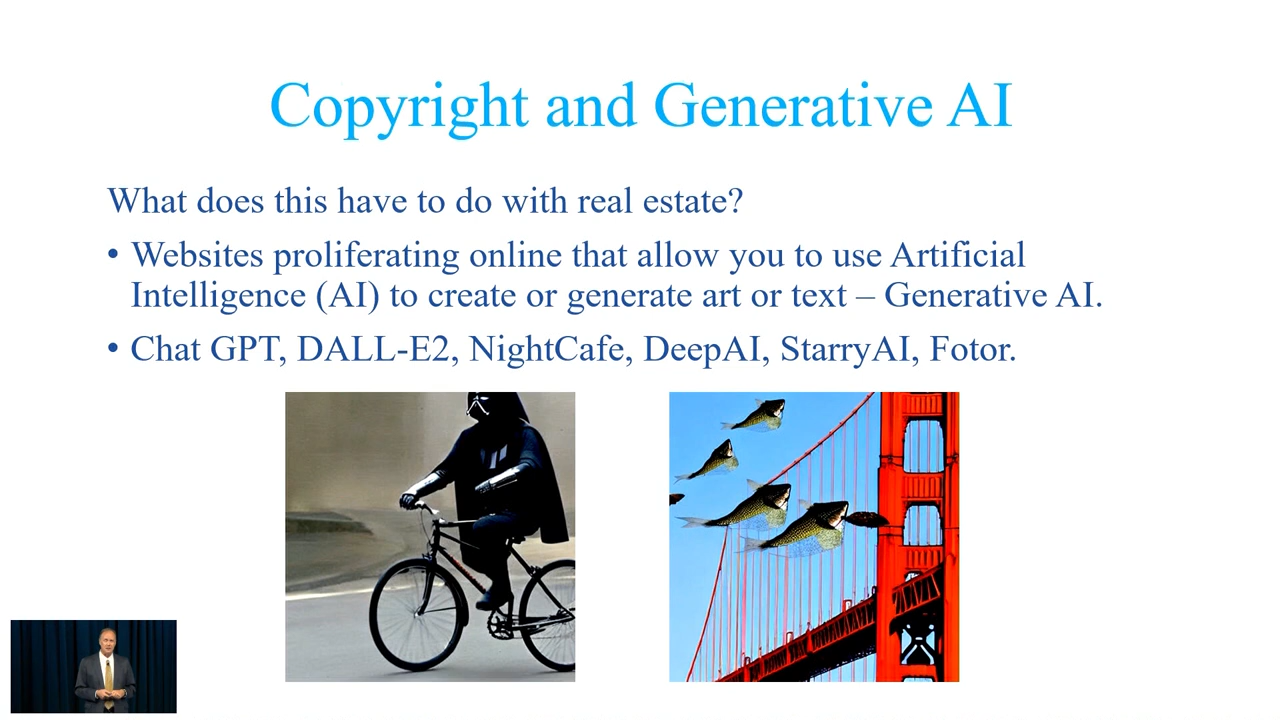 Copyright and Generative AI
What does this have to do with real estate?
• Websites proliferating online that allow you to use Artificial
Intelligence (AI) to create or generate art or text – Generative AI.
• Chat GPT, DALL-E2, NightCafe, DeepAI, StarryAI, Fotor.